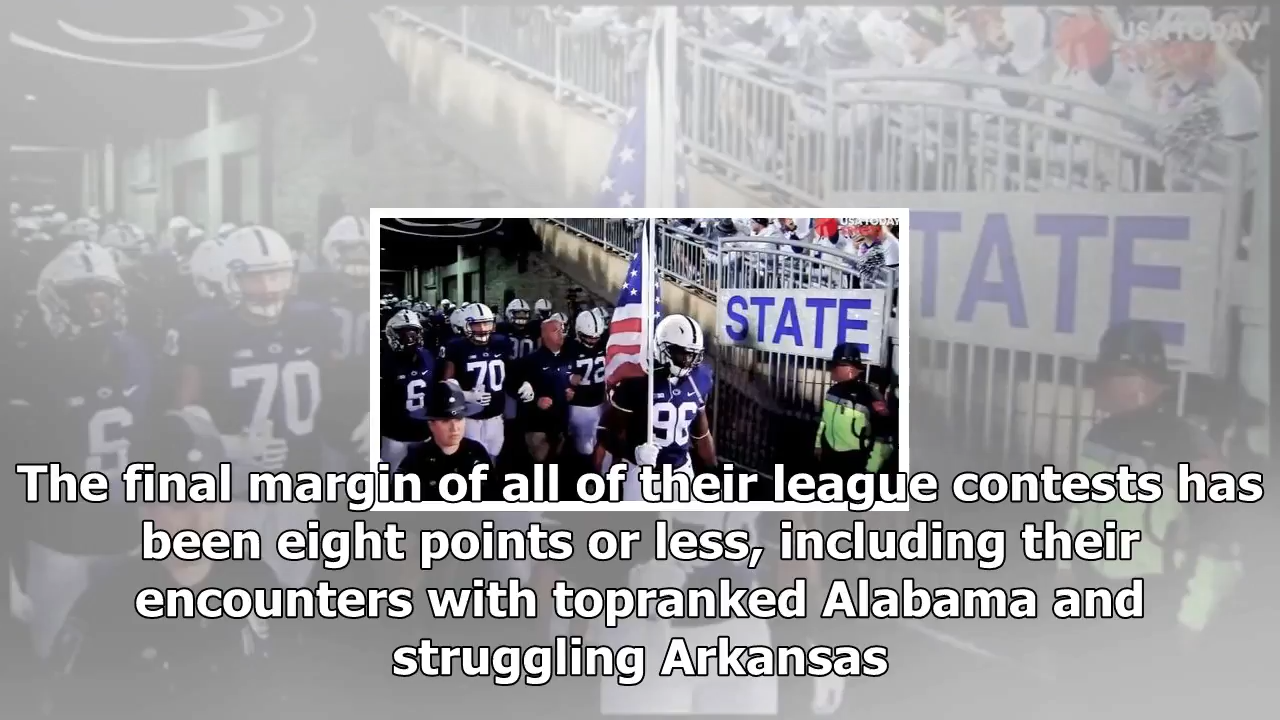 USA TODAY
STATE
TATE
USA TODAY
6
70
72
96
6
70
The final margin of all of their league contests has
been eight points or less, including their
encounters with topranked Alabama and
struggling Arkansas